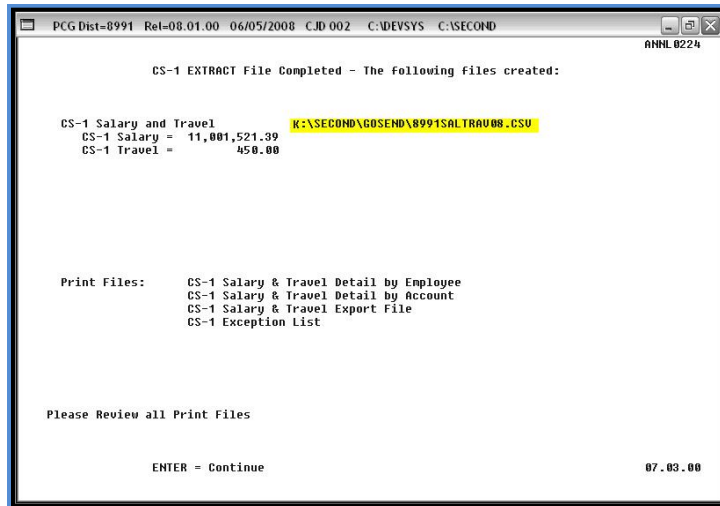 PCG Dist=8991 Rel=08.01.00 06/05/2008 CJD 002 C:\DEVSYS C:\SECOND
ANNL0224
CS-1 EXTRACT File Completed - The following files created:
CS-1 Salary and Travel K:\SECOND\GOSEND\8991SALTRAV08.CSV
CS-1 Salary = 11,001,521.39
CS-1 Travel = 450.00
Print Files: CS-1 Salary & Travel Detail by Employee
CS-1 Salary & Travel Detail by Account
CS-1 Salary & Travel Export File
CS-1 Exception List
Please Review all Print Files
ENTER = Continue 07.03.00